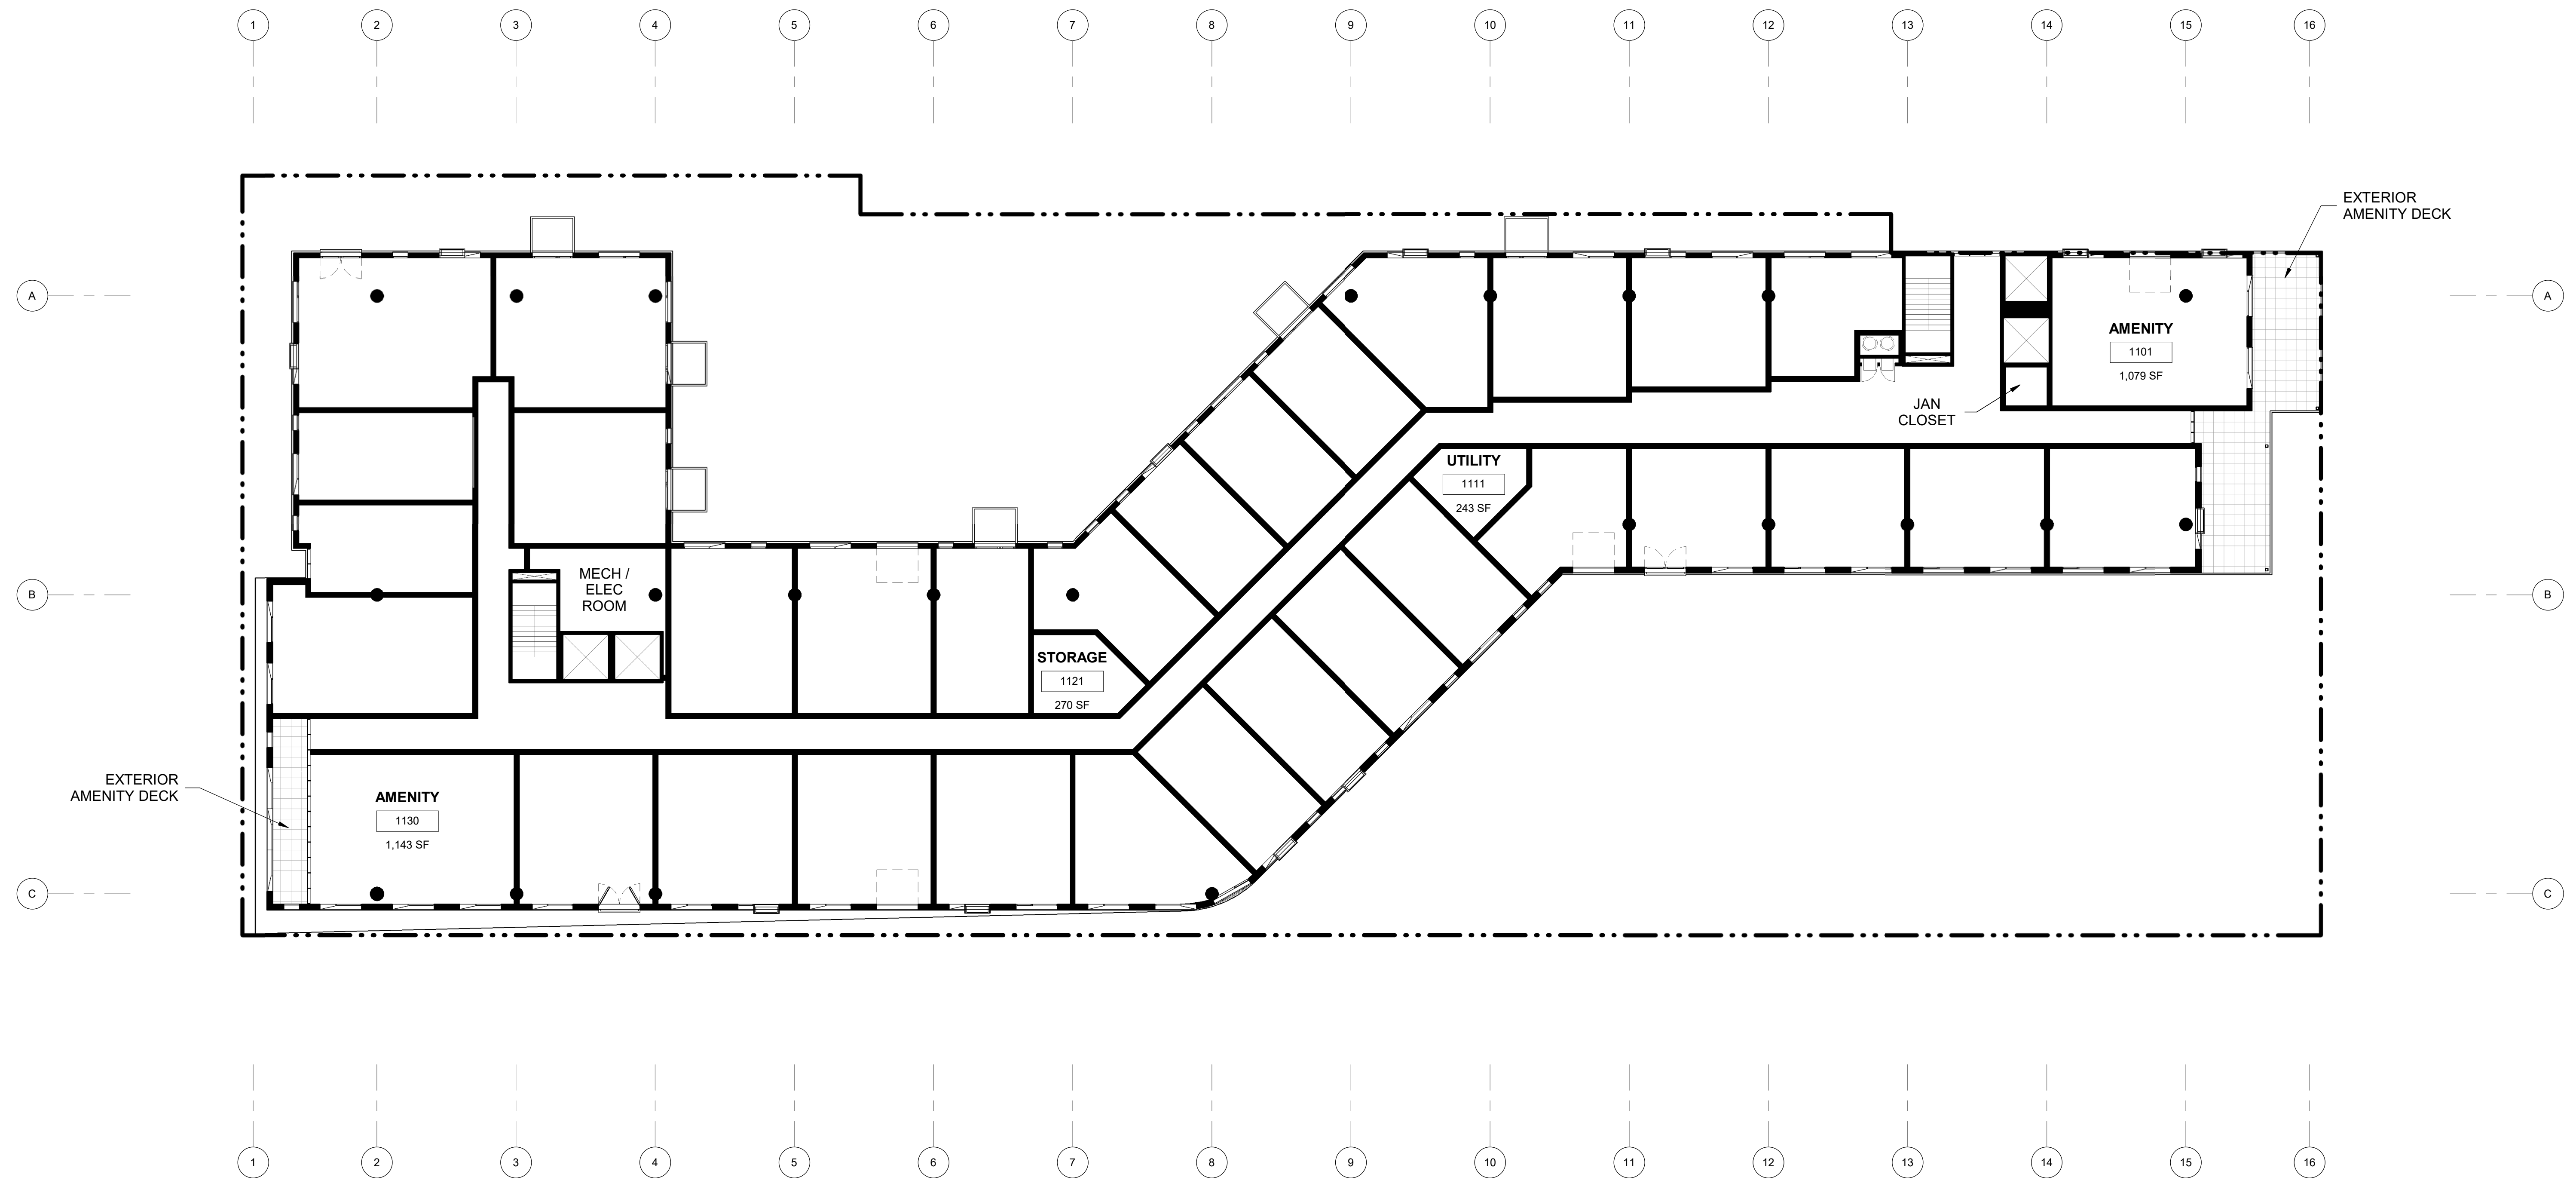 1 2 3 4 5 6 7 8 9 10 11 12 13 14 15 16
EXTERIOR
AMENITY DECK
A A
AMENITY
1101
1,079 SF
JAN
CLOSET
UTILITY
1111
243 SF
MECH /
ELEC
ROOM
B B
STORAGE
1121
270 SF
EXTERIOR
AMENITY DECK
AMENITY
1130
1,143 SF
C C
1 2 3 4 5 6 7 8 9 10 11 12 13 14 15 16